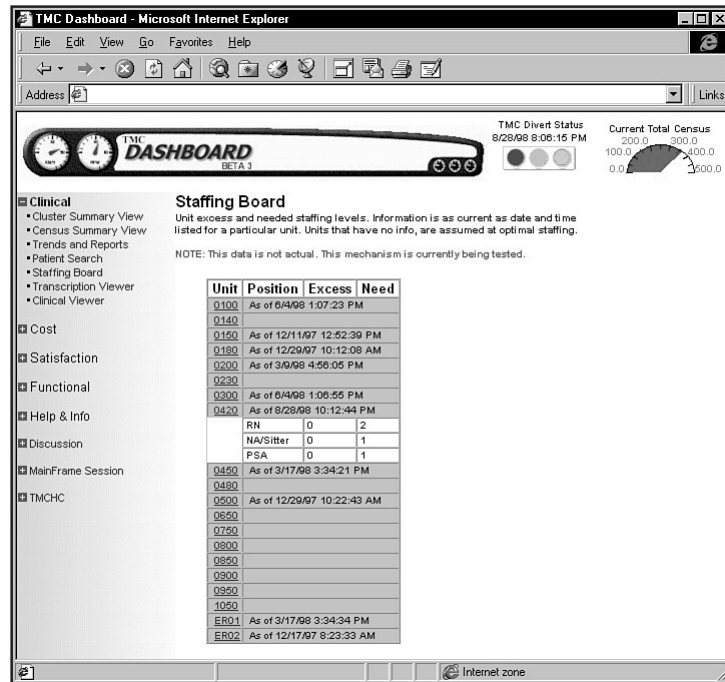 TMC Dashboard - Microsoft Internet Explorer
File Edit View Go Favorites Help
Address
Links
TMC
DASHBOARD
BETA 3
TMC Divert Status
8/28/98 8:06:15 PM
Current Total Census
200.0 300.0
100.0 400.0
0.0 500.0
Clinical
Cluster Summary View
Census Summary View
Trends and Reports
Patient Search
Staffing Board
Transcription Viewer
Clinical Viewer
Cost
Satisfaction
Functional
Help & Info
Discussion
MainFrame Session
TMCHC
Staffing Board
Unit excess and needed staffing levels. Information is as current as date and time
listed for a particular unit. Units that have no info, are assumed at optimal staffing.
NOTE: This data is not actual. This mechanism is currently being tested.
Unit Position Excess Need
0100 As of 6/4/98 1:07:23 PM
0140
0150 As of 12/11/97 12:52:39 PM
0180 As of 12/29/97 10:12:08 AM
0200 As of 3/9/98 4:56:05 PM
0230
0300 As of 6/4/98 1:06:55 PM
0420 As of 8/28/98 10:12:44 PM
RN 0 2
NA/Sitter 0 1
PSA 0 1
0450 As of 3/17/98 3:34:21 PM
0480
0500 As of 12/29/97 10:22:43 AM
0650
0750
0800
0850
0900
0950
1050
ER01 As of 3/17/98 3:34:34 PM
ER02 As of 12/17/97 8:23:33 AM
Internet zone